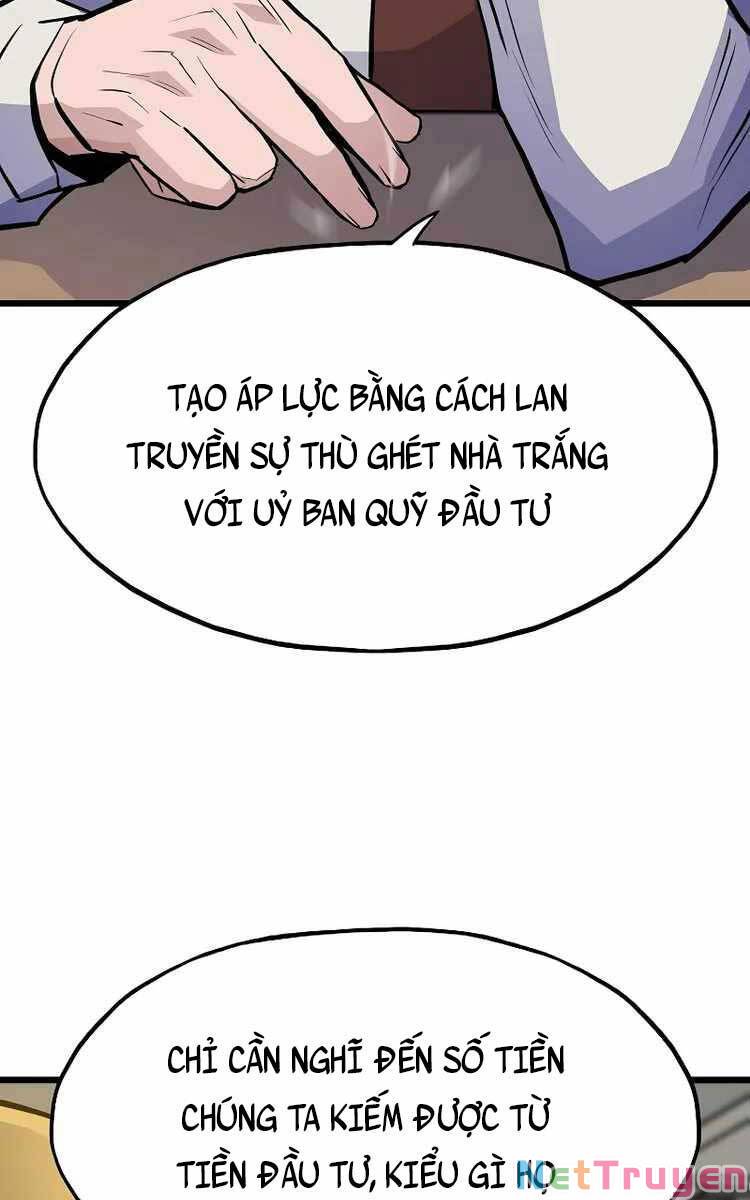 TẠO ÁP LỰC BẰNG CÁCH LAN
TRUYỀN SỰ THÙ GHÉT NHÀ TRẮNG
VỚI UỶ BAN QUỸ ĐẦU TƯ
CHỈ CẦN NGHĨ ĐẾN SỐ TIỀN
CHÚNG TA KIẾM ĐƯỢC TỪ
TIỀN ĐẦU TƯ, KIỂU GÌ HỌ
NetTruyen